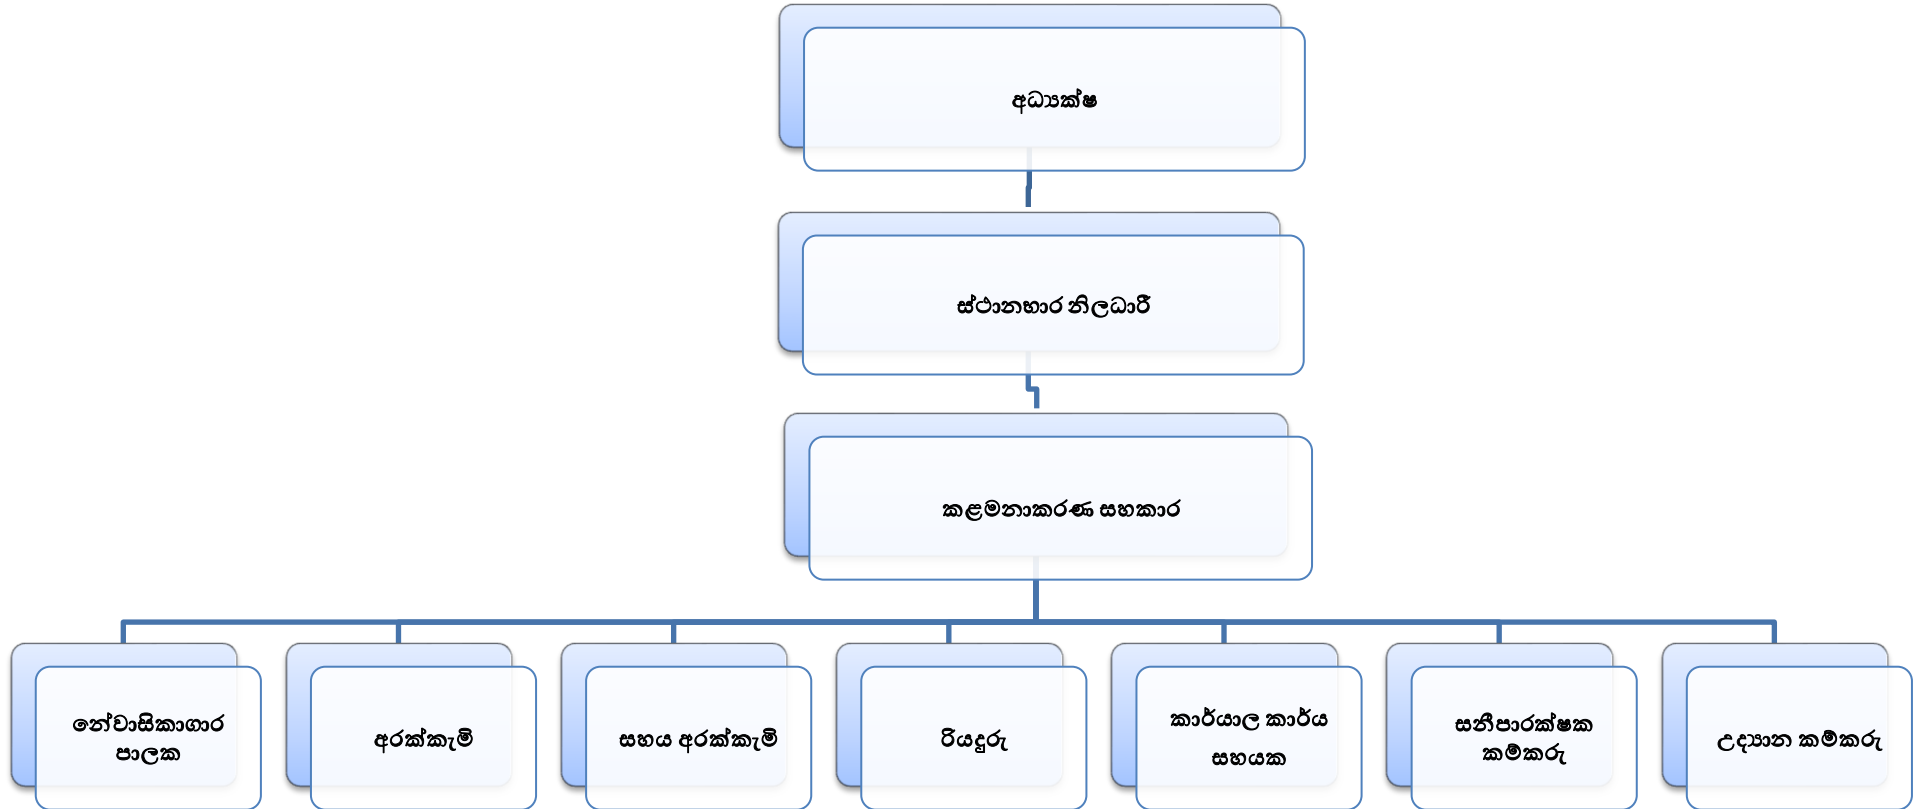 අධ්‍යක්ෂ
ස්ථානභාර නිලධාරී
කළමනාකරණ සහකාර
නේවාසිකාගාර
පාලක
අරක්කැමි
සහය අරක්කැමි
රියදුරු
කාර්යාල කාර්ය
සහයක
සනීපාරක්ෂක
කම්කරු
උද්‍යාන කම්කරු